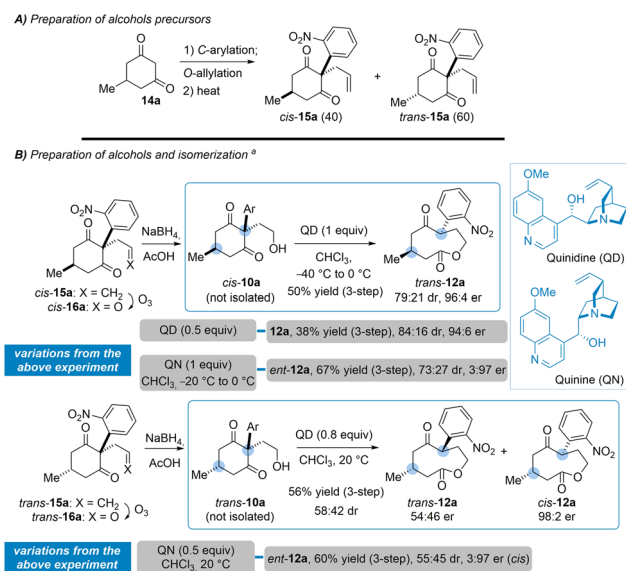 A) Preparation of alcohols precursors
O
O
Me
14a
1) C-arylation;
O-allylation
2) heat
O2N
O
O
Me
cis-15a (40)
+
O2N
O
O
Me
trans-15a (60)
B) Preparation of alcohols and isomerization a
O2N
O
O
X
Me
cis-15a: X = CH2
cis-16a: X = O
O3
NaBH4,
AcOH
O
Ar
OH
O
Me
cis-10a
(not isolated)
QD (1 equiv)
CHCl3,
−40 °C to 0 °C
50% yield (3-step)
O
NO2
O
O
Me
trans-12a
79:21 dr, 96:4 er
OMe
OH
N
N
Quinidine (QD)
OMe
N
OH
N
Quinine (QN)
variations from the
above experiment
QD (0.5 equiv)
12a, 38% yield (3-step), 84:16 dr, 94:6 er
QN (1 equiv)
CHCl3, −20 °C to 0 °C
ent-12a, 67% yield (3-step), 73:27 dr, 3:97 er
O2N
O
O
X
Me
trans-15a: X = CH2
trans-16a: X = O
O3
NaBH4,
AcOH
O
Ar
OH
O
Me
trans-10a
(not isolated)
QD (0.8 equiv)
CHCl3, 20 °C
56% yield (3-step)
58:42 dr
O
NO2
O
O
Me
trans-12a
54:46 er
+
O
NO2
O
O
Me
cis-12a
98:2 er
variations from the
above experiment
QN (0.5 equiv)
CHCl3, 20 °C
ent-12a, 60% yield (3-step), 55:45 dr, 3:97 er (cis)